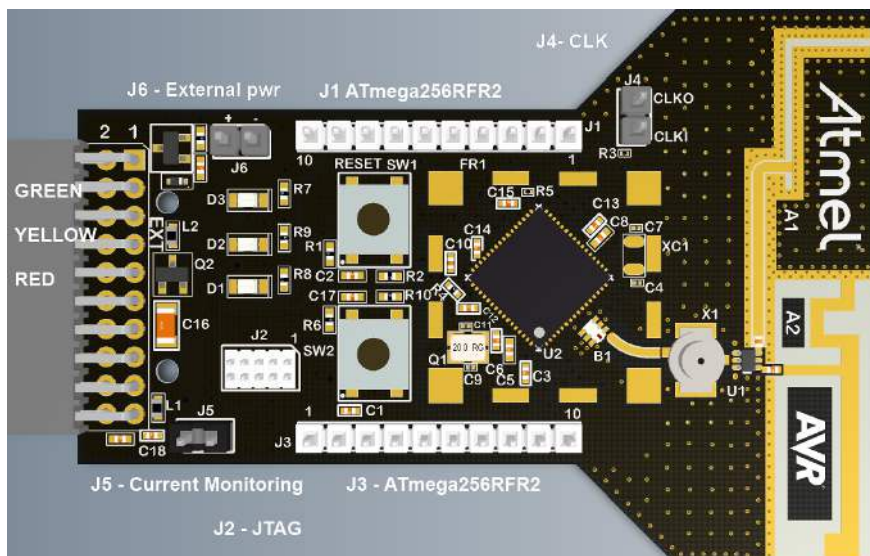 J4- CLK
J6 - External pwr
J1 ATmega256RFR2
J4
CLKO
CLKI
R3
+ -
J6
10
1
J1
2 1
RESET SW1
FR1
GREEN
YELLOW
RED
EXT
L2
Q2
D3
R7
D2
R9
D1
R8
R1
C2
R2
C17
R10
R6
SW2
C15
R5
C14
C10
C13
C8
C7
XC1
C4
R4
C12
C11
Q1
20.0 RG
C9
C6
C5
C3
U2
B1
X1
U1
A1
Atmel
A2
AVR
C16
J2
1
L1
J5
C18
C1
J3
1
10
J5 - Current Monitoring
J3 - ATmega256RFR2
J2 - JTAG